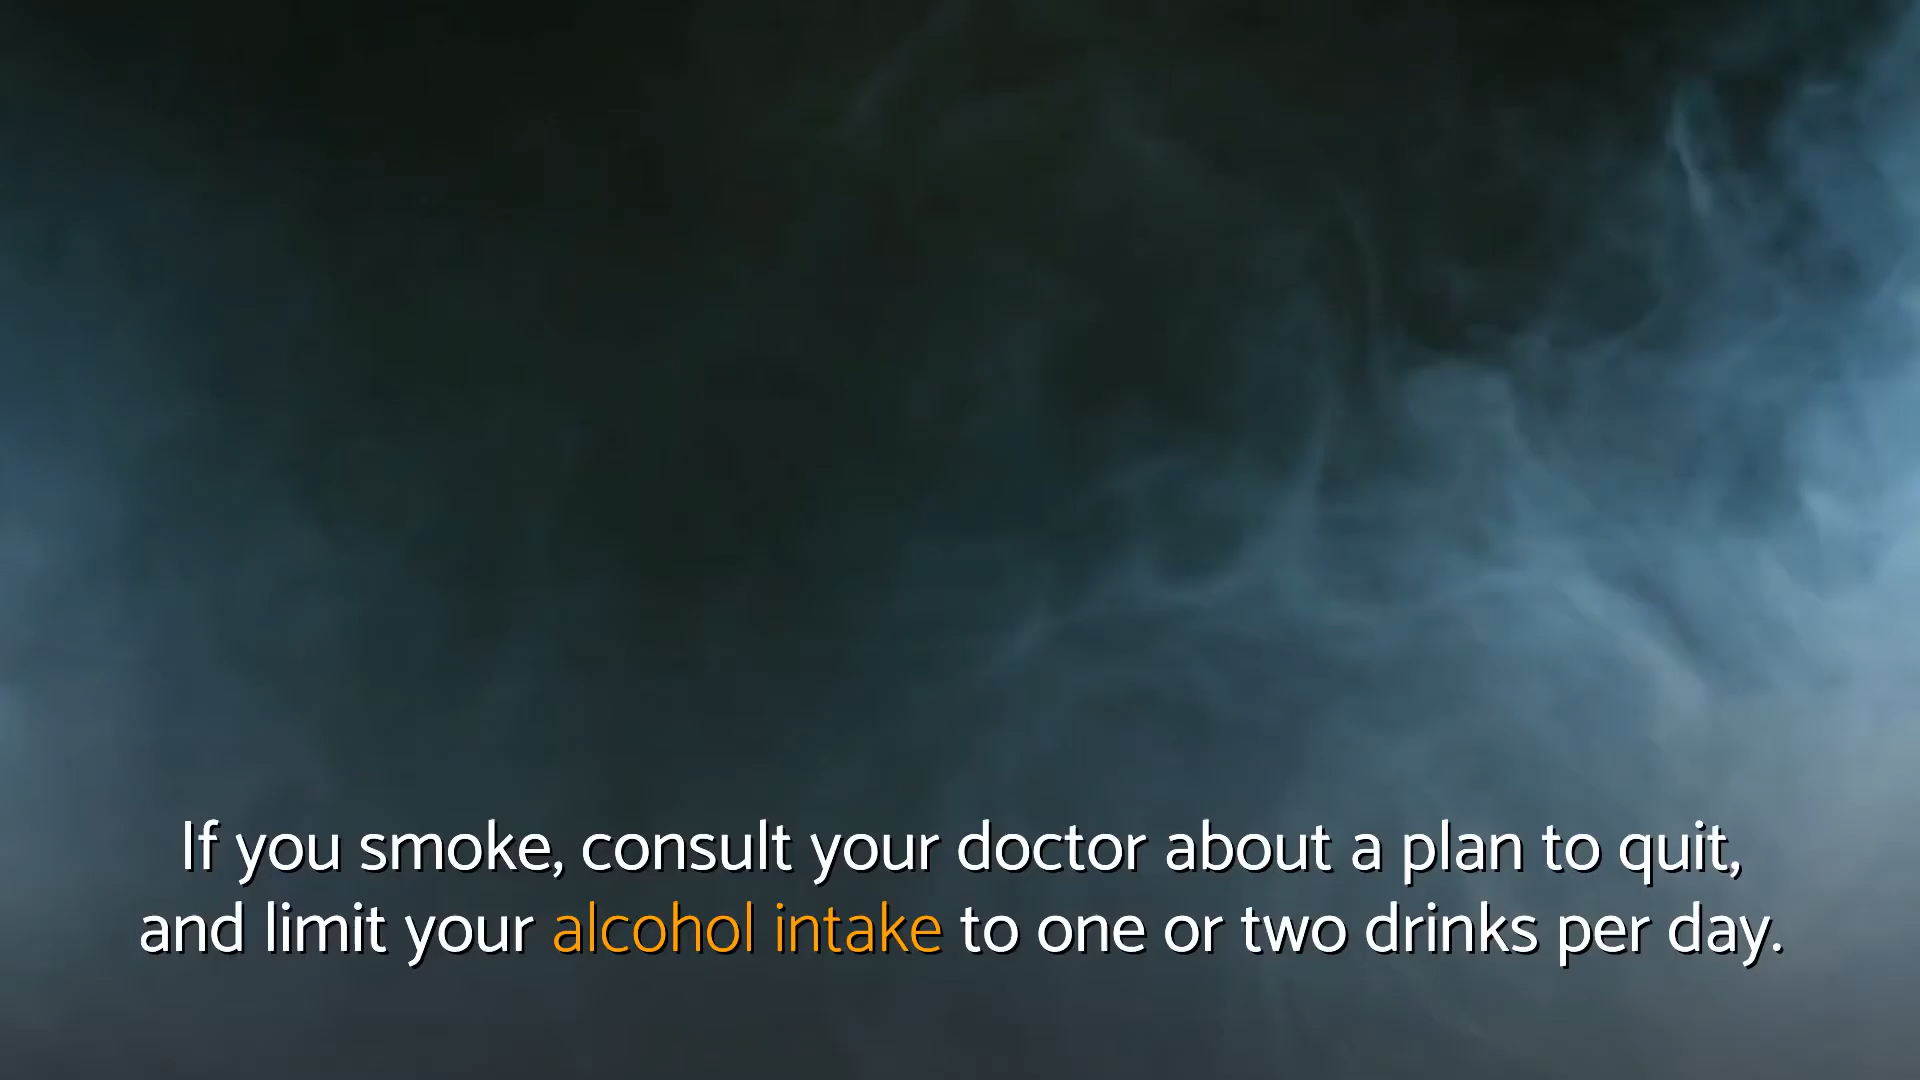 If you smoke, consult your doctor about a plan to quit,
and limit your alcohol intake to one or two drinks per day.